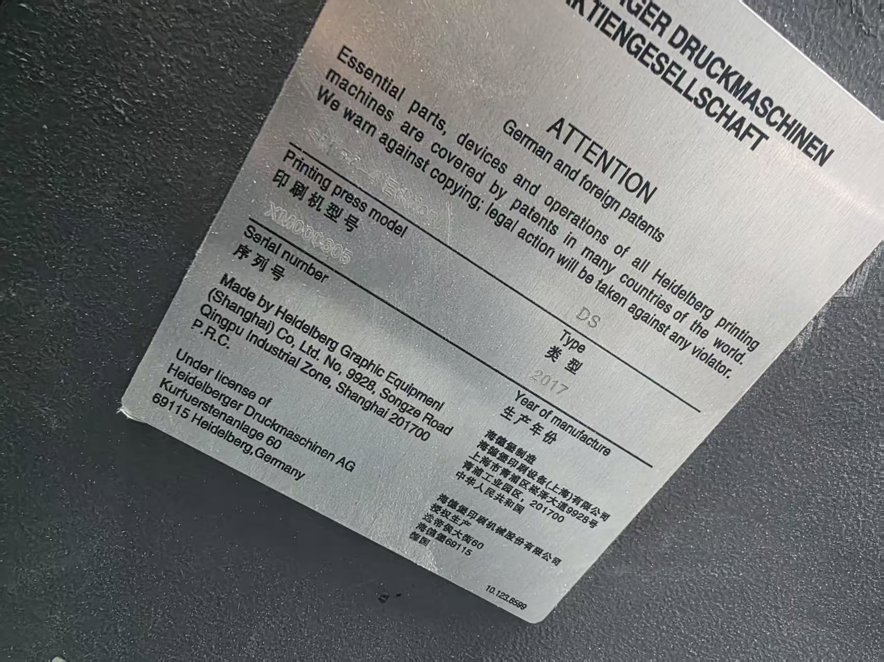 GER DRUCKMASCHINEN
AKTIENGESELLSCHAFT
ATTENTION
German and foreign patents
Essential parts, devices and operations of all Heidelberg printing
machines are covered by patents in many countries of the world.
We warn against copying; legal action will be taken against any violator.
DS
Printing press model
Type
印刷机型号
类型
XM000305
2017
Serial number
Year of manufacture
序列号
生产年份
Made by Heidelberg Graphic Equipment
(Shanghai) Co, Ltd. No, 9928, Songze Road
Qingpu Industrial Zone, Shanghai 201700
P.R.C.
海德堡制造
海德堡印刷设备(上海)有限公司
上海市青浦区崧泽大道9928号
青浦工业园区，201700
中华人民共和国
Under license of
Heidelberger Druckmaschinen AG
Kurfuerstenanlage 60
69115 Heidelberg,Germany
海德堡印刷机械股份有限公司
授权生产
选帝侯大街60
海德堡69115
德国
10.123.6599